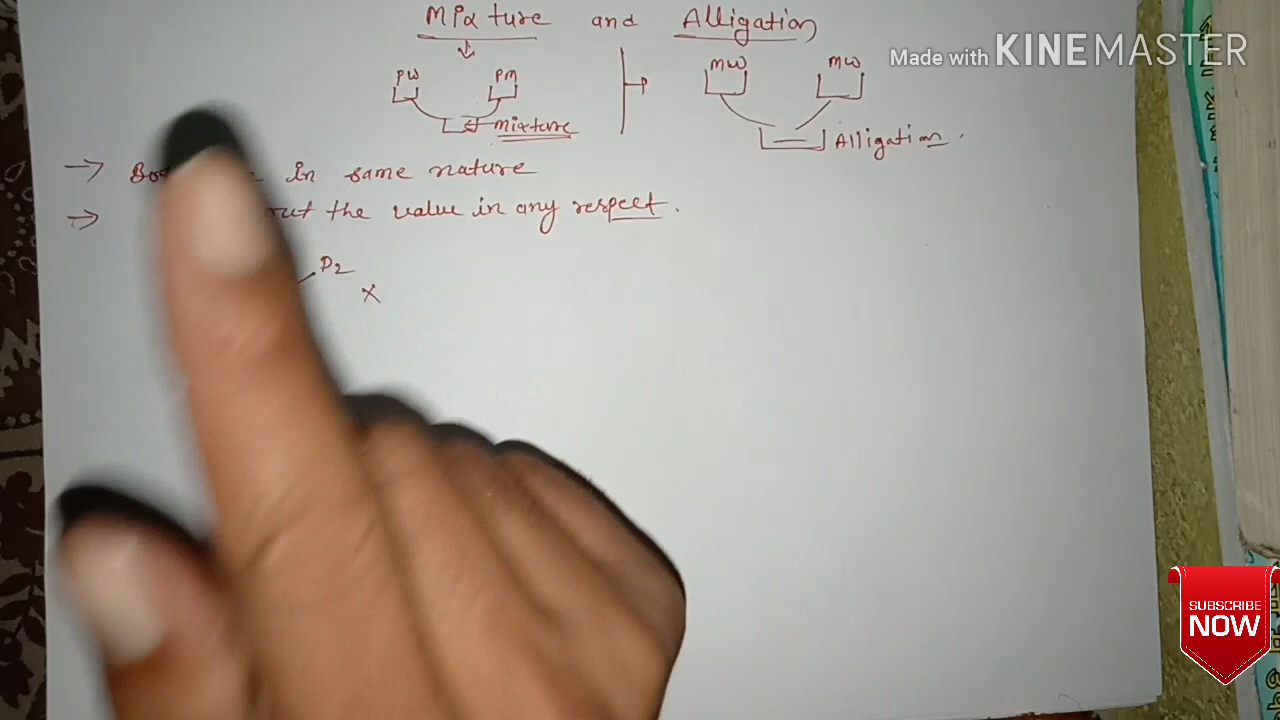 Mixture and Alligation
Made with KINEMASTER
PW PM MW MW
mixture
Alligation.
in same nature
the value in any respect.
P2
x
SUBSCRIBE
NOW